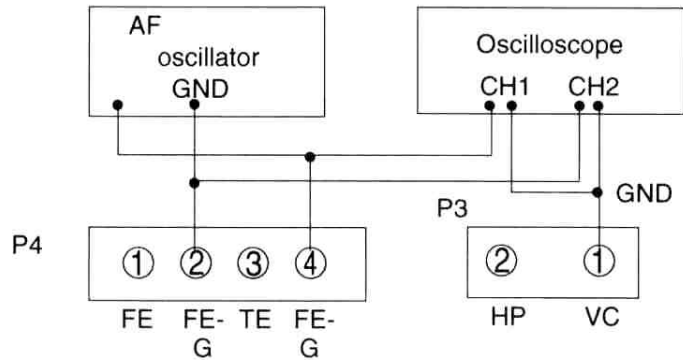 AF
oscillator
GND
Oscilloscope
CH1 CH2
GND
P3
P4
1 2 3 4
2 1
FE FE- TE FE-
G G
HP VC